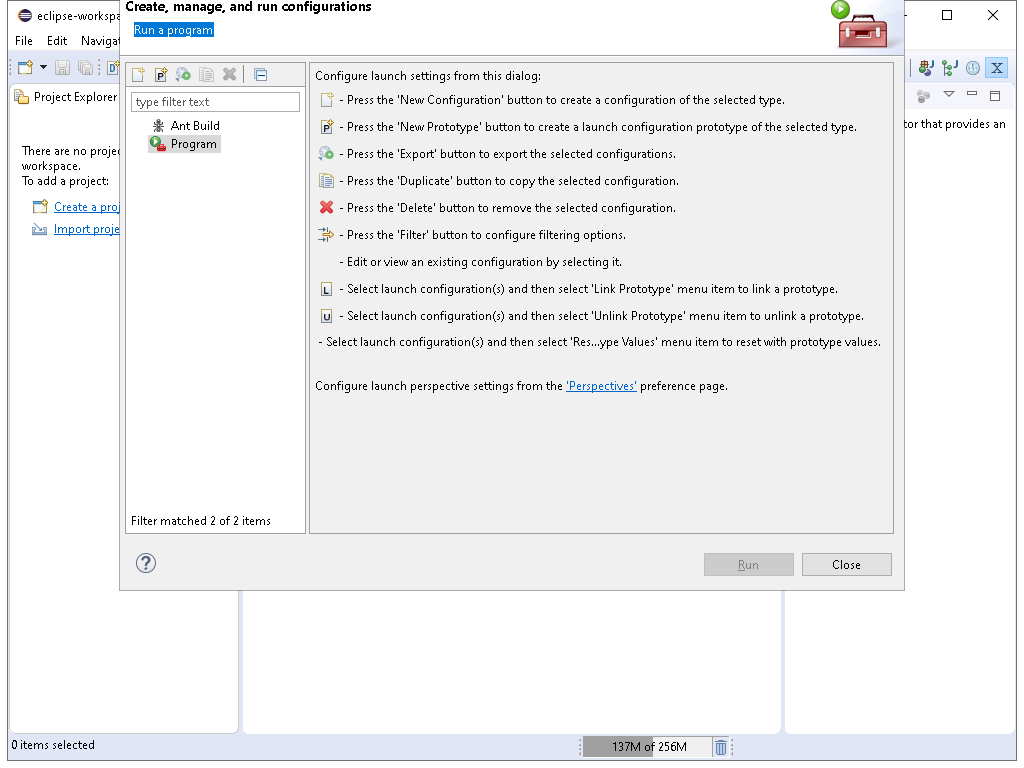 eclipse-workspa
Create, manage, and run configurations
Run a program
File Edit Navigat
Project Explorer
There are no projec
workspace.
To add a project:
Create a proj
Import proje
type filter text
Ant Build
Program
Filter matched 2 of 2 items
Configure launch settings from this dialog:
- Press the 'New Configuration' button to create a configuration of the selected type.
- Press the 'New Prototype' button to create a launch configuration prototype of the selected type.
- Press the 'Export' button to export the selected configurations.
- Press the 'Duplicate' button to copy the selected configuration.
- Press the 'Delete' button to remove the selected configuration.
- Press the 'Filter' button to configure filtering options.
- Edit or view an existing configuration by selecting it.
L - Select launch configuration(s) and then select 'Link Prototype' menu item to link a prototype.
U - Select launch configuration(s) and then select 'Unlink Prototype' menu item to unlink a prototype.
- Select launch configuration(s) and then select 'Res...ype Values' menu item to reset with prototype values.
Configure launch perspective settings from the 'Perspectives' preference page.
tor that provides an
Run
Close
0 items selected
137M of 256M